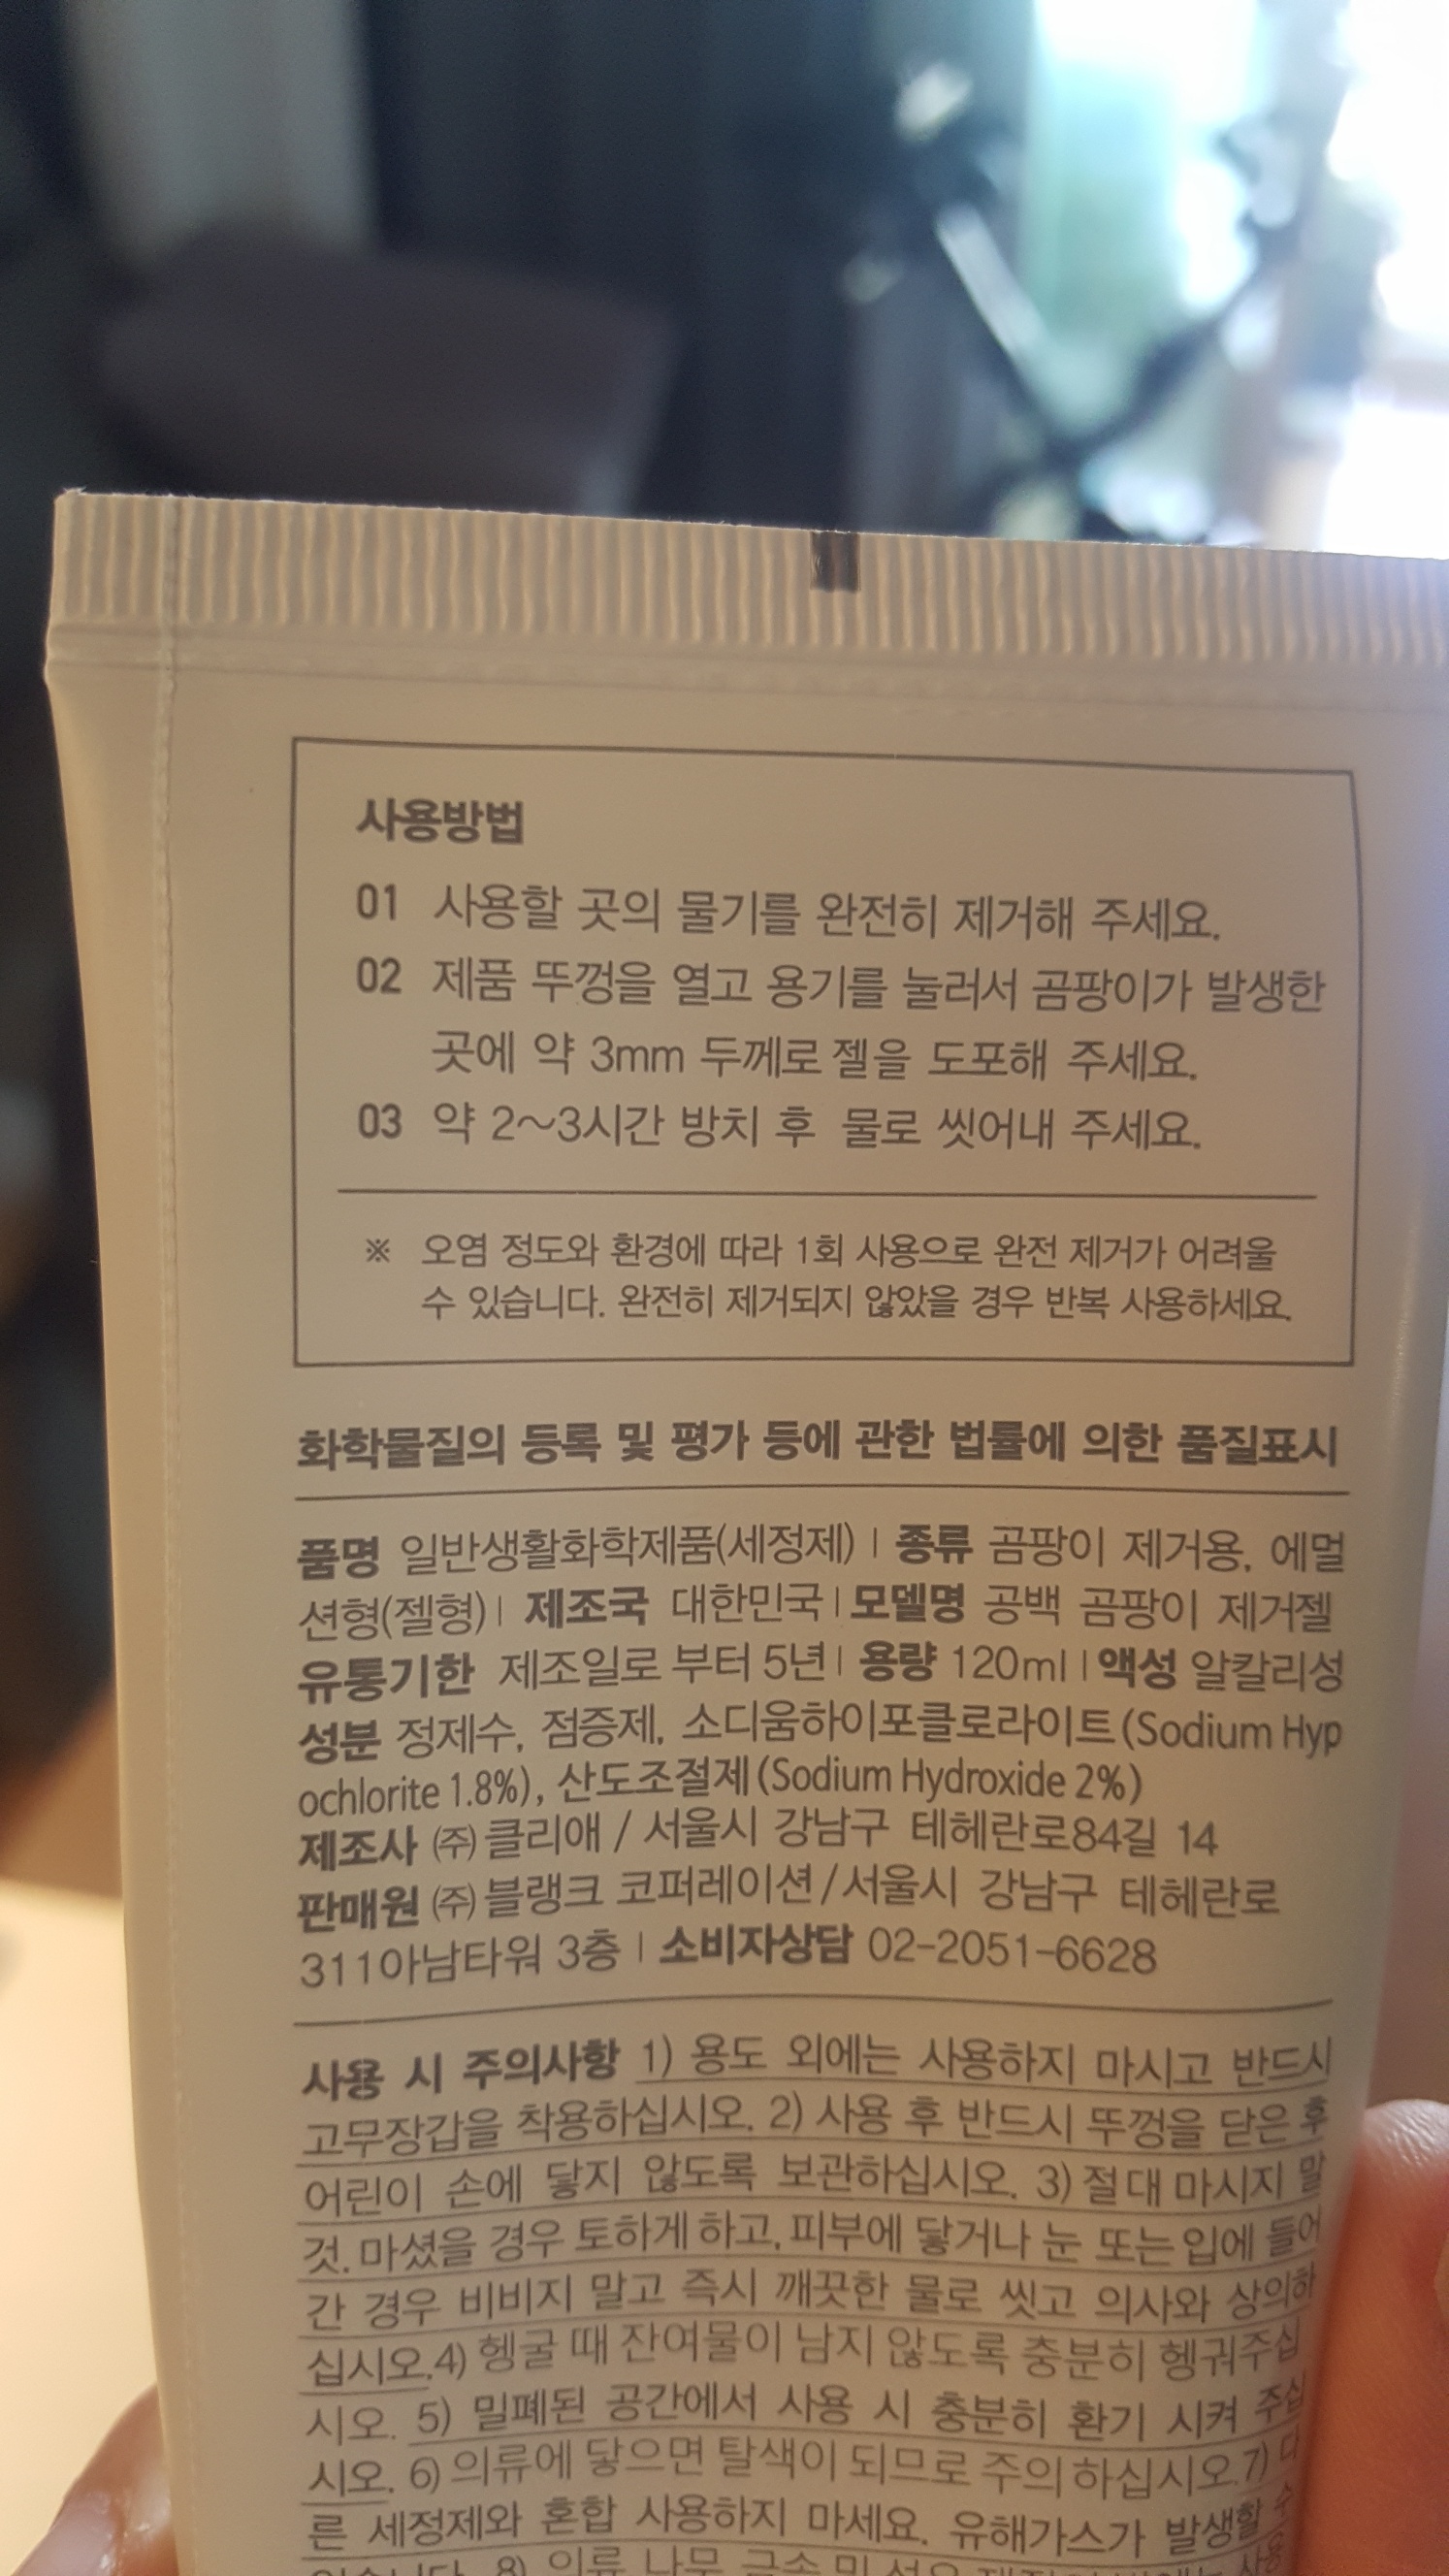 사용방법
01 사용할 곳의 물기를 완전히 제거해 주세요.
02 제품 뚜껑을 열고 용기를 눌러서 곰팡이가 발생한
곳에 약 3mm 두께로 젤을 도포해 주세요.
03 약 2~3시간 방치 후 물로 씻어내 주세요.
※ 오염 정도와 환경에 따라 1회 사용으로 완전 제거가 어려울
수 있습니다. 완전히 제거되지 않았을 경우 반복 사용하세요.
화학물질의 등록 및 평가 등에 관한 법률에 의한 품질표시
품명 일반생활화학제품(세정제) | 종류 곰팡이 제거용, 에멀
션형(젤형) | 제조국 대한민국 | 모델명 공백 곰팡이 제거젤
유통기한 제조일로 부터 5년 | 용량 120ml | 액성 알칼리성
성분 정제수, 점증제, 소디움하이포클로라이트(Sodium Hyp
ochlorite 1.8%), 산도조절제(Sodium Hydroxide 2%)
제조사 ㈜클리애 / 서울시 강남구 테헤란로84길 14
판매원 ㈜블랭크 코퍼레이션/서울시 강남구 테헤란로
311아남타워 3층 | 소비자상담 02-2051-6628
사용 시 주의사항 1) 용도 외에는 사용하지 마시고 반드시
고무장갑을 착용하십시오. 2) 사용 후 반드시 뚜껑을 닫은 후
어린이 손에 닿지 않도록 보관하십시오. 3) 절대 마시지 말
것. 마셨을 경우 토하게 하고, 피부에 닿거나 눈 또는 입에 들어
간 경우 비비지 말고 즉시 깨끗한 물로 씻고 의사와 상의하
십시오.4) 헹굴 때 잔여물이 남지 않도록 충분히 헹궈주십
시오. 5) 밀폐된 공간에서 사용 시 충분히 환기 시켜 주십
시오. 6) 의류에 닿으면 탈색이 되므로 주의 하십시오.7) 다
른 세정제와 혼합 사용하지 마세요. 유해가스가 발생할 수
8) 의류, 나무, 금속 및